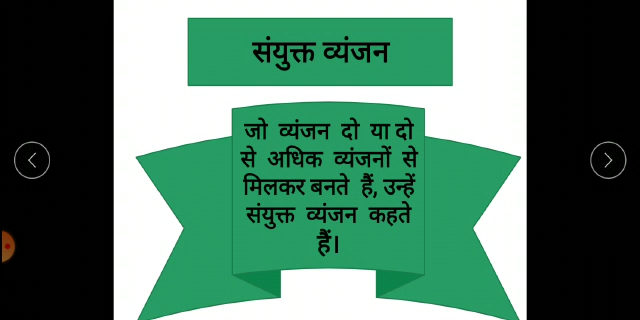 संयुक्त व्यंजन
जो व्यंजन दो या दो
से अधिक व्यंजनों से
मिलकर बनते हैं, उन्हें
संयुक्त व्यंजन कहते
हैं।